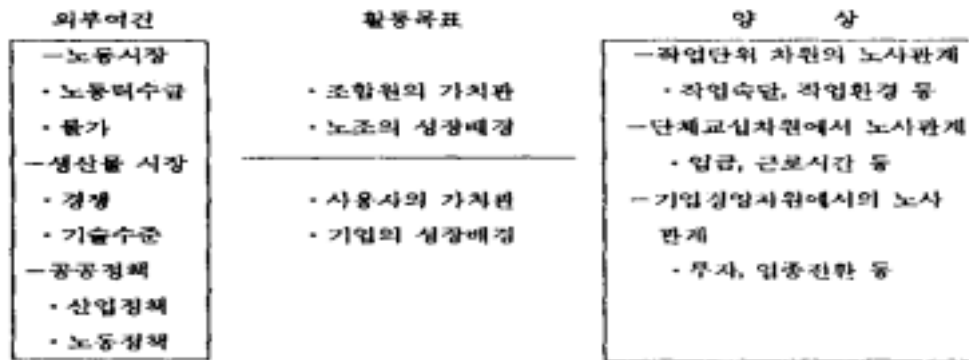 외부여건
─노동시장
· 노동력수급
· 물가
─생산물 시장
· 경쟁
· 기술수준
─공공정책
· 산업정책
· 노동정책
활동목표
· 조합원의 가치관
· 노조의 성장배경
· 사용자의 가치관
· 기업의 성장배경
양 상
─작업단위 차원의 노사관계
· 작업속도, 작업환경 등
─단체교섭차원에서 노사관계
· 임금, 근로시간 등
─기업경영차원에서의 노사
관계
· 투자, 업종전환 등